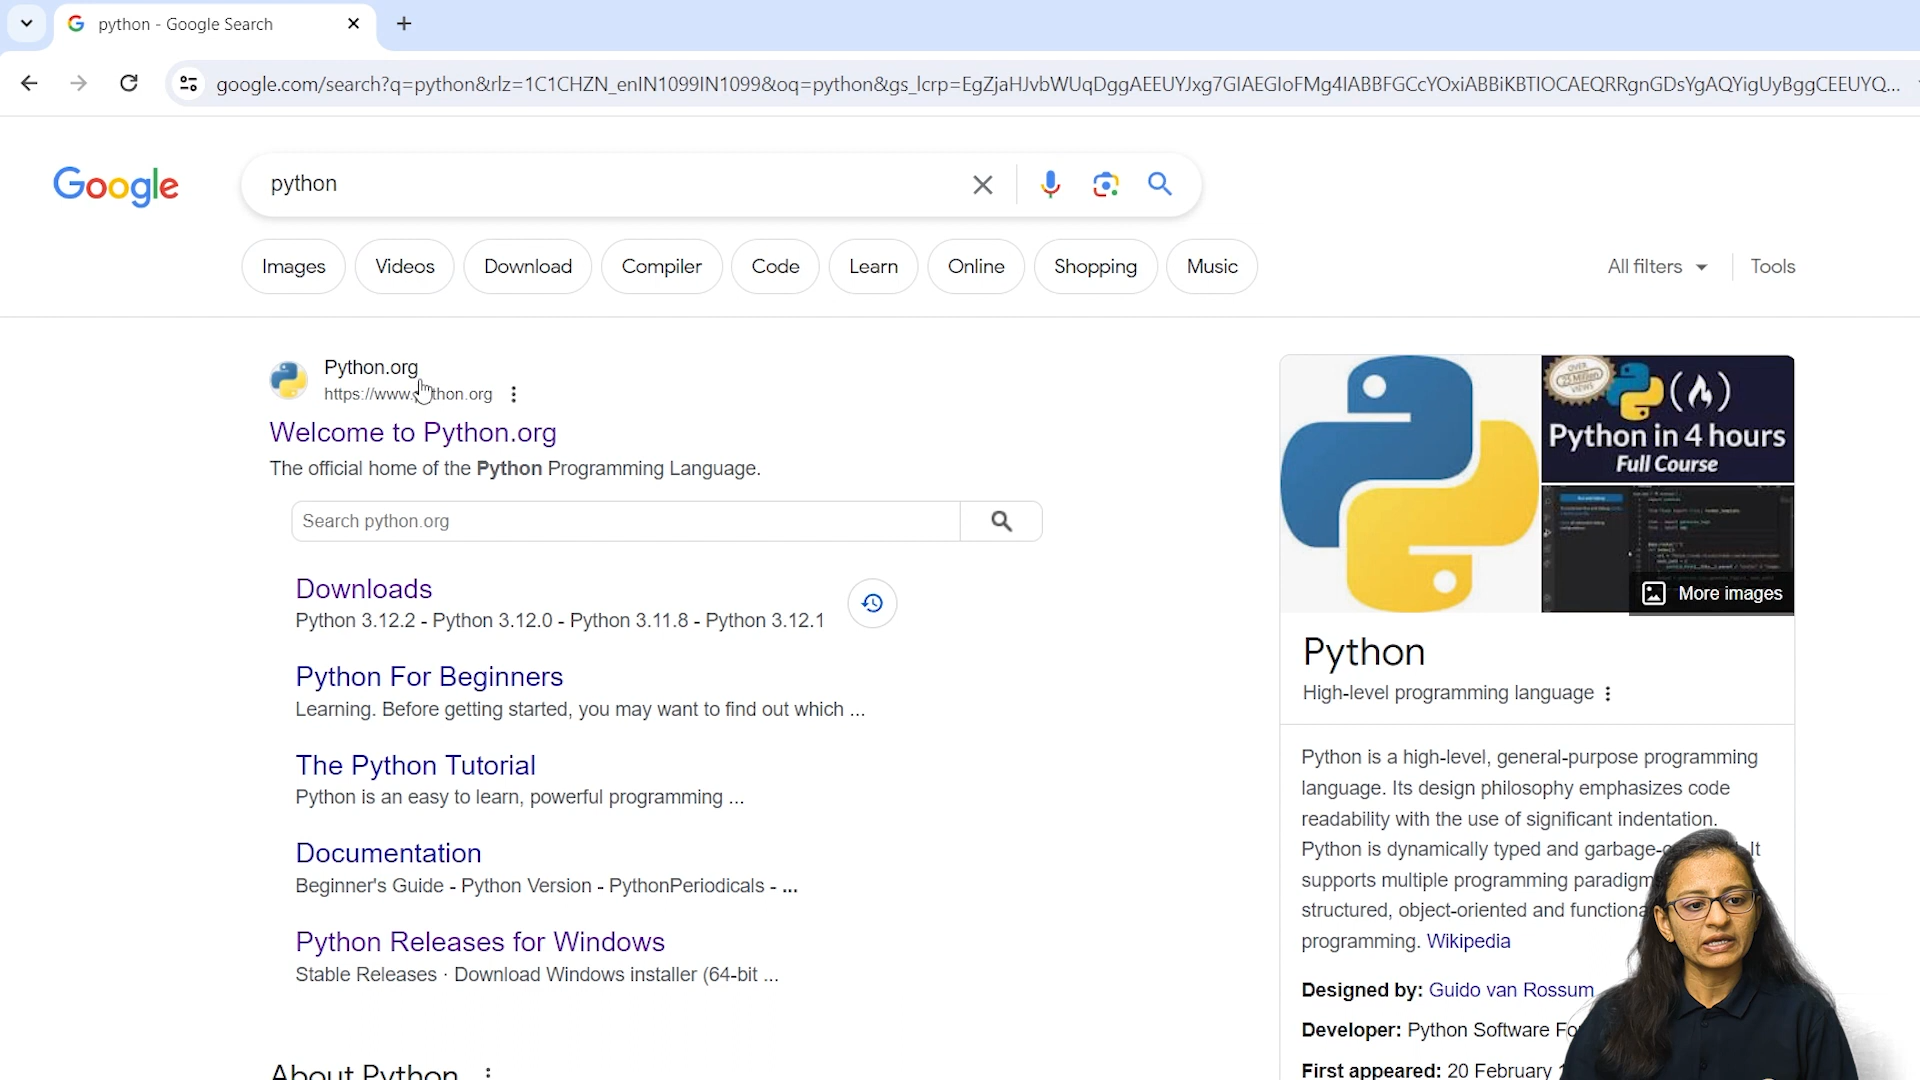 python - Google Search
google.com/search?q=python&rlz=1C1CHZN_enIN1099IN1099&oq=python&gs_lcrp=EgZjaHJvbWUqDggAEEUYJxg7GIAEGIoFMg4IABBFGCcYOxiABBiKBTIOCAEQRRgnGDsYgAQYigUyBggCEEUYQ...
Google
python
Images
Videos
Download
Compiler
Code
Learn
Online
Shopping
Music
All filters
Tools
Python.org
https://www.python.org
Welcome to Python.org
The official home of the Python Programming Language.
Search python.org
Downloads
Python 3.12.2 - Python 3.12.0 - Python 3.11.8 - Python 3.12.1
Python For Beginners
Learning. Before getting started, you may want to find out which ...
The Python Tutorial
Python is an easy to learn, powerful programming ...
Documentation
Beginner's Guide - Python Version - PythonPeriodicals - ...
Python Releases for Windows
Stable Releases · Download Windows installer (64-bit ...
About Python
OVER
25 Million
VIEWS
Python in 4 hours
Full Course
More images
Python
High-level programming language
Python is a high-level, general-purpose programming
language. Its design philosophy emphasizes code
readability with the use of significant indentation.
Python is dynamically typed and garbage- It
supports multiple programming
structured, object-oriented and
programming. Wikipedia
Designed by: Guido van Rossum
Developer: Python Software
First appeared: 20 February